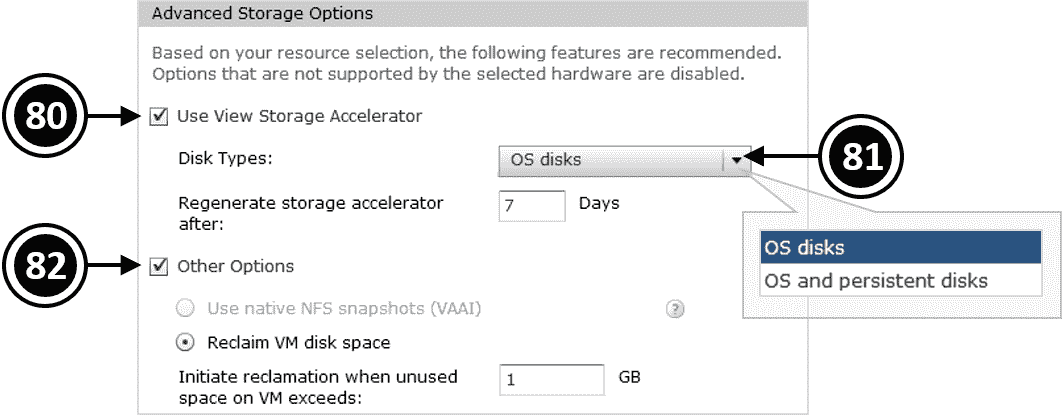 Advanced Storage Options
Based on your resource selection, the following features are recommended.
Options that are not supported by the selected hardware are disabled.
80
Use View Storage Accelerator
Disk Types:
OS disks
81
Regenerate storage accelerator
after:
7
Days
OS disks
OS and persistent disks
82
Other Options
Use native NFS snapshots (VAAI)
?
Reclaim VM disk space
Initiate reclamation when unused
space on VM exceeds:
1
GB